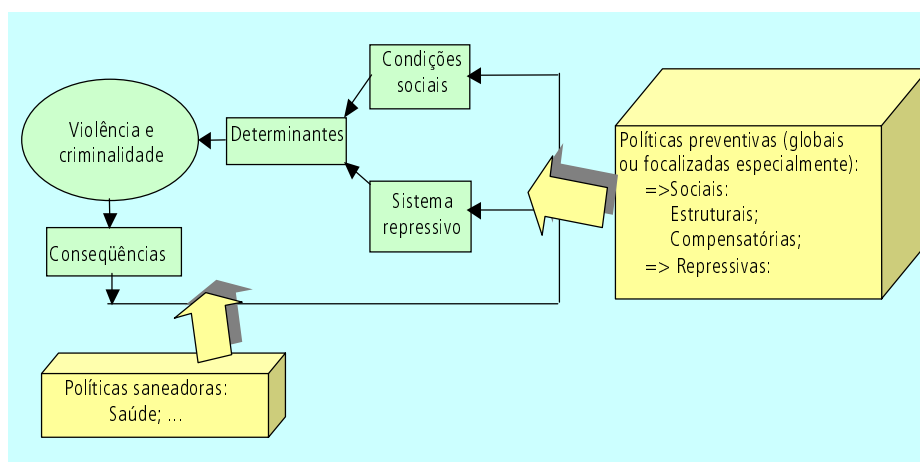 Condições
sociais
Violência e
criminalidade
Determinantes
Sistema
repressivo
Conseqüências
Políticas preventivas (globais
ou focalizadas especialmente):
=>Sociais:
Estruturais;
Compensatórias;
=> Repressivas:
Políticas saneadoras:
Saúde; ...